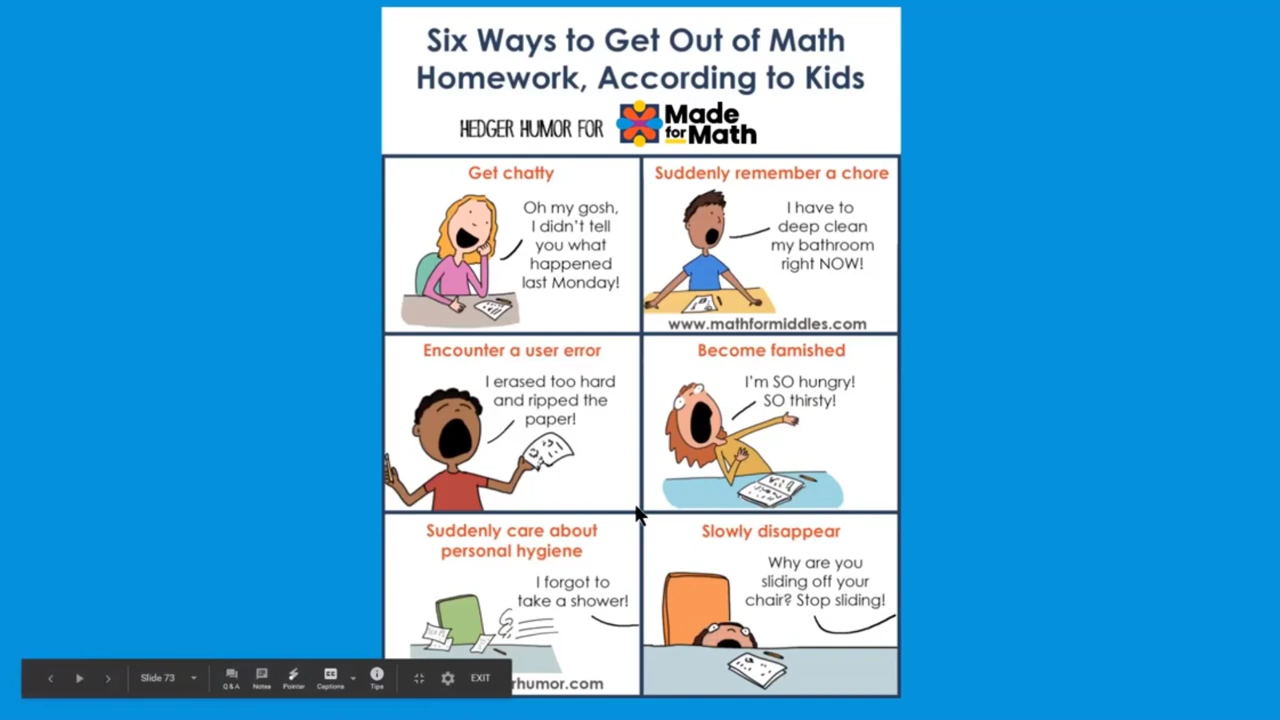 Six Ways to Get Out of Math
Homework, According to Kids
HEDGER HUMOR FOR
Made
for Math
Get chatty
Oh my gosh,
I didn't tell
you what
happened
last Monday!
Suddenly remember a chore
I have to
deep clean
my bathroom
right NOW!
www.mathformiddles.com
Encounter a user error
I erased too hard
and ripped the
paper!
Become famished
I'm SO hungry!
SO thirsty!
Suddenly care about
personal hygiene
I forgot to
take a shower!
rhumor.com
Slowly disappear
Why are you
sliding off your
chair? Stop sliding!
Slide 73
Q & A
Notes
Pointer
Captions
Tips
EXIT